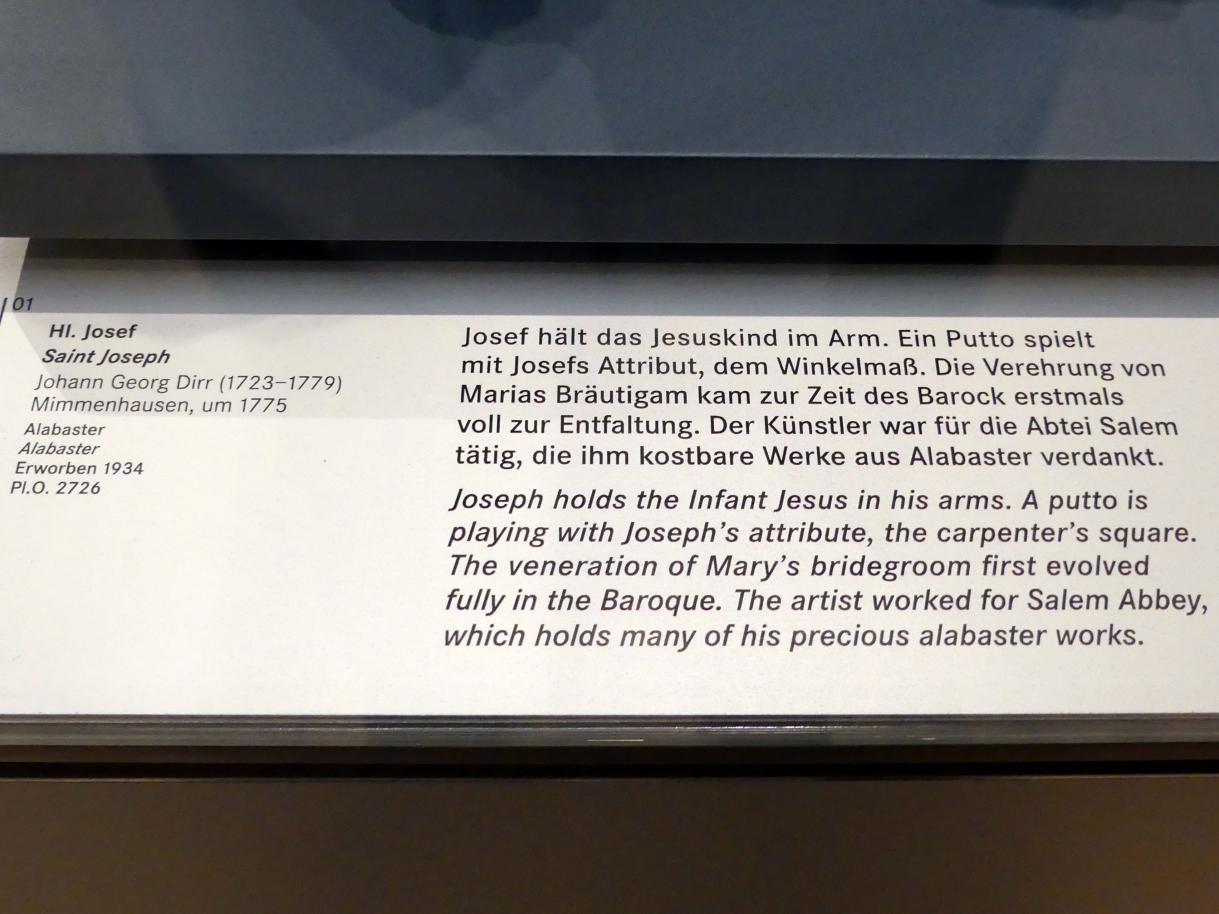 01
Hl. Josef
Saint Joseph
Johann Georg Dirr (1723–1779)
Mimmenhausen, um 1775
Alabaster
Alabaster
Erworben 1934
Pl.O. 2726
Josef hält das Jesuskind im Arm. Ein Putto spielt
mit Josefs Attribut, dem Winkelmaß. Die Verehrung von
Marias Bräutigam kam zur Zeit des Barock erstmals
voll zur Entfaltung. Der Künstler war für die Abtei Salem
tätig, die ihm kostbare Werke aus Alabaster verdankt.
Joseph holds the Infant Jesus in his arms. A putto is
playing with Joseph's attribute, the carpenter's square.
The veneration of Mary's bridegroom first evolved
fully in the Baroque. The artist worked for Salem Abbey,
which holds many of his precious alabaster works.